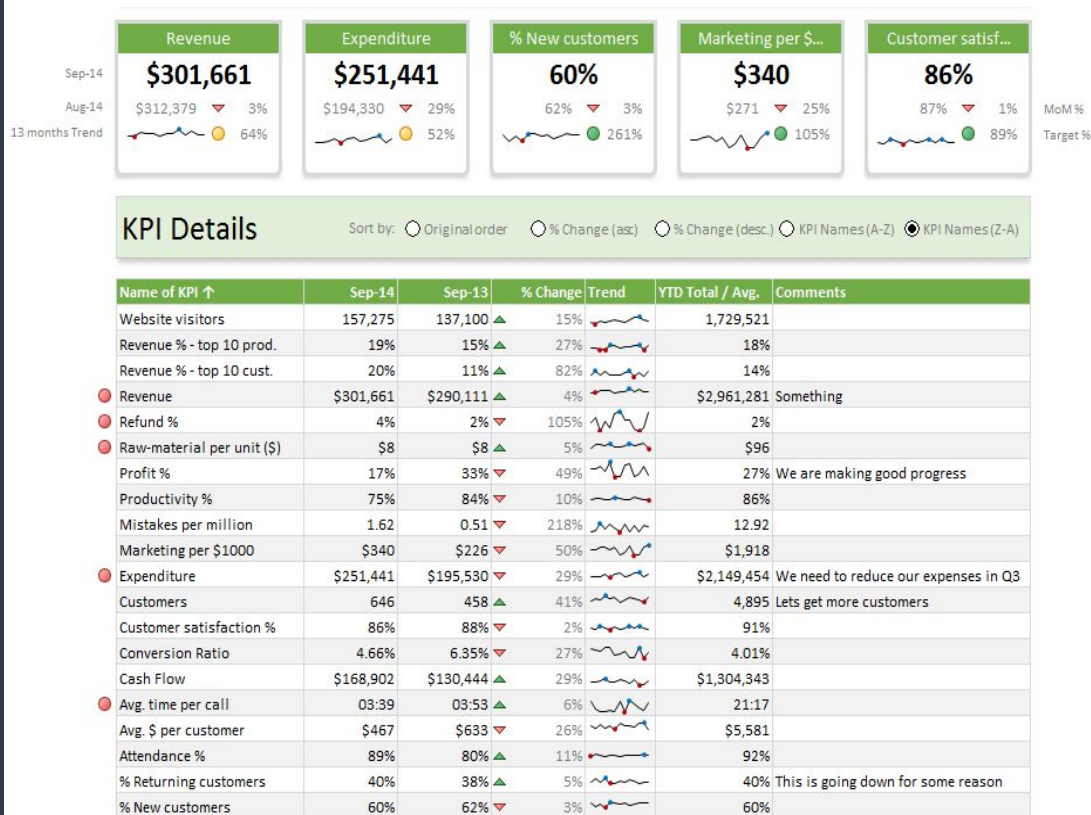 Revenue Expenditure % New customers Marketing per $... Customer satisf...
Sep-14 $301,661 $251,441 60% $340 86%
Aug-14 $312,379 3% $194,330 29% 62% 3% $271 25% 87% 1% MoM %
13 months Trend 64% 52% 261% 105% 89% Target %
KPI Details Sort by: Original order % Change (asc) % Change (desc.) KPI Names (A-Z) KPI Names (Z-A)
Name of KPI ↑ Sep-14 Sep-13 % Change Trend YTD Total / Avg. Comments
Website visitors 157,275 137,100 15% 1,729,521
Revenue % - top 10 prod. 19% 15% 27% 18%
Revenue % - top 10 cust. 20% 11% 82% 14%
Revenue $301,661 $290,111 4% $2,961,281 Something
Refund % 4% 2% 105% 2%
Raw-material per unit ($) $8 $8 5% $96
Profit % 17% 33% 49% 27% We are making good progress
Productivity % 75% 84% 10% 86%
Mistakes per million 1.62 0.51 218% 12.92
Marketing per $1000 $340 $226 50% $1,918
Expenditure $251,441 $195,530 29% $2,149,454 We need to reduce our expenses in Q3
Customers 646 458 41% 4,895 Lets get more customers
Customer satisfaction % 86% 88% 2% 91%
Conversion Ratio 4.66% 6.35% 27% 4.01%
Cash Flow $168,902 $130,444 29% $1,304,343
Avg. time per call 03:39 03:53 6% 21:17
Avg. $ per customer $467 $633 26% $5,581
Attendance % 89% 80% 11% 92%
% Returning customers 40% 38% 5% 40% This is going down for some reason
% New customers 60% 62% 3% 60%